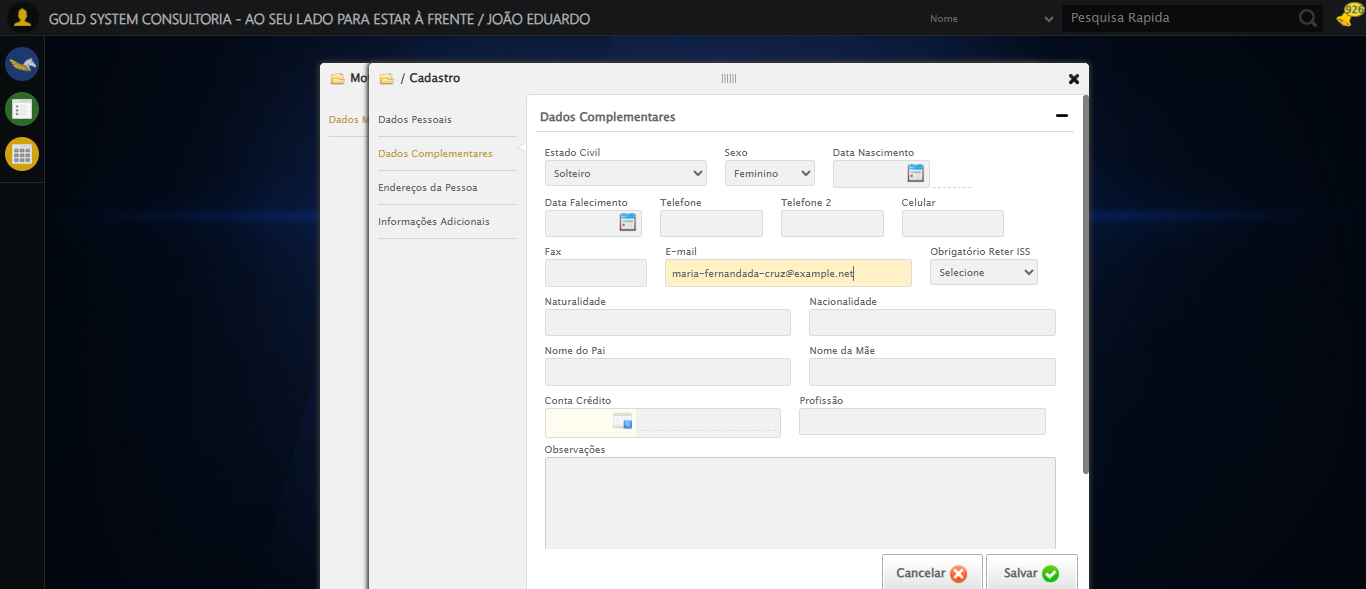 GOLD SYSTEM CONSULTORIA - AO SEU LADO PARA ESTAR À FRENTE / JOÃO EDUARDO
Nome
Pesquisa Rapida
926
/ Cadastro
Dados Pessoais
Dados Complementares
Endereços da Pessoa
Informações Adicionais
Dados Complementares
Estado Civil Sexo Data Nascimento
Solteiro Feminino
Data Falecimento Telefone Telefone 2 Celular
Fax E-mail Obrigatório Reter ISS
maria-fernandada-cruz@example.net Selecione
Naturalidade Nacionalidade
Nome do Pai Nome da Mãe
Conta Crédito Profissão
Observações
Cancelar Salvar